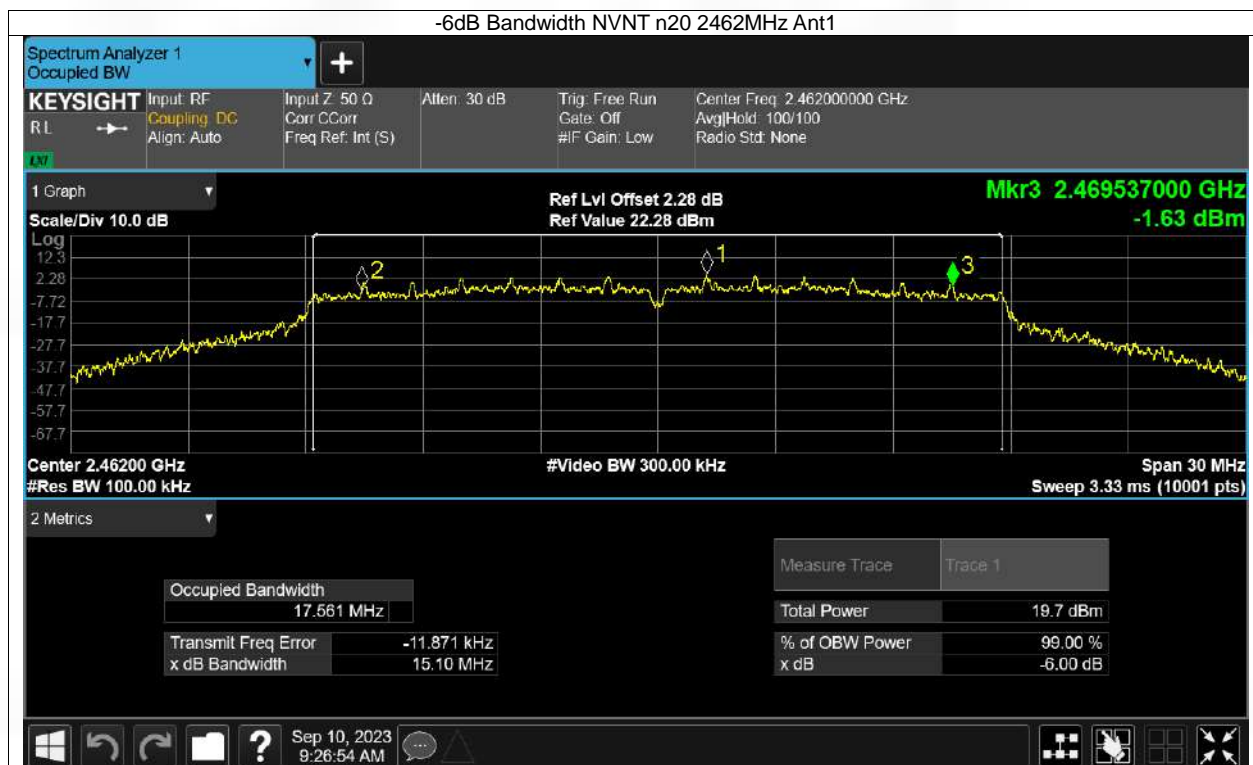 -6dB Bandwidth NVNT n20 2462MHz Ant1
Spectrum Analyzer 1
Occupied BW
+
KEYSIGHT
RL
LXI
Input: RF
Coupling: DC
Align: Auto
Input Z: 50 Ω
Corr CCorr
Freq Ref: Int (S)
Atten: 30 dB
Trig: Free Run
Gate: Off
#IF Gain: Low
Center Freq: 2.462000000 GHz
Avg|Hold: 100/100
Radio Std: None
1 Graph
Scale/Div 10.0 dB
Ref Lvl Offset 2.28 dB
Ref Value 22.28 dBm
Mkr3 2.469537000 GHz
-1.63 dBm
Log
12.3
2.28
-7.72
-17.7
-27.7
-37.7
-47.7
-57.7
-67.7
2
1
3
Center 2.46200 GHz
#Res BW 100.00 kHz
#Video BW 300.00 kHz
Span 30 MHz
Sweep 3.33 ms (10001 pts)
2 Metrics
Measure Trace Trace 1
Occupied Bandwidth
17.561 MHz
Total Power 19.7 dBm
Transmit Freq Error -11.871 kHz
% of OBW Power 99.00 %
x dB Bandwidth 15.10 MHz
x dB -6.00 dB
?
Sep 10, 2023
9:26:54 AM